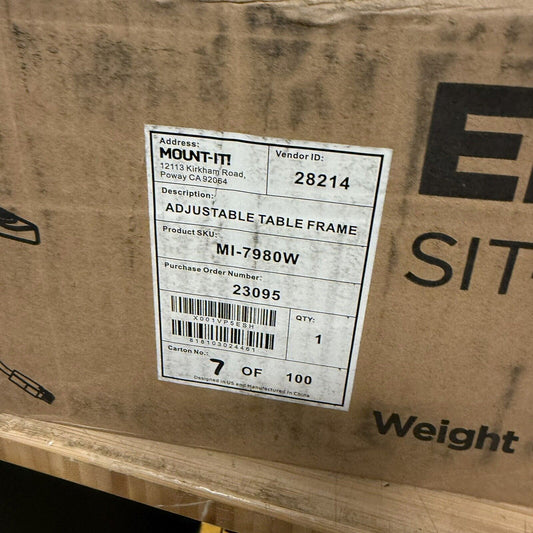 Address:
MOUNT-IT!
12113 Kirkham Road,
Poway CA 92064
Vendor ID:
28214
Description:
ADJUSTABLE TABLE FRAME
Product SKU:
MI-7980W
Purchase Order Number:
23095
X001VP5ESH
818103024461
QTY:
1
Carton No.:
7 OF 100
Designed in US and Manufactured in China
SIT
Weight